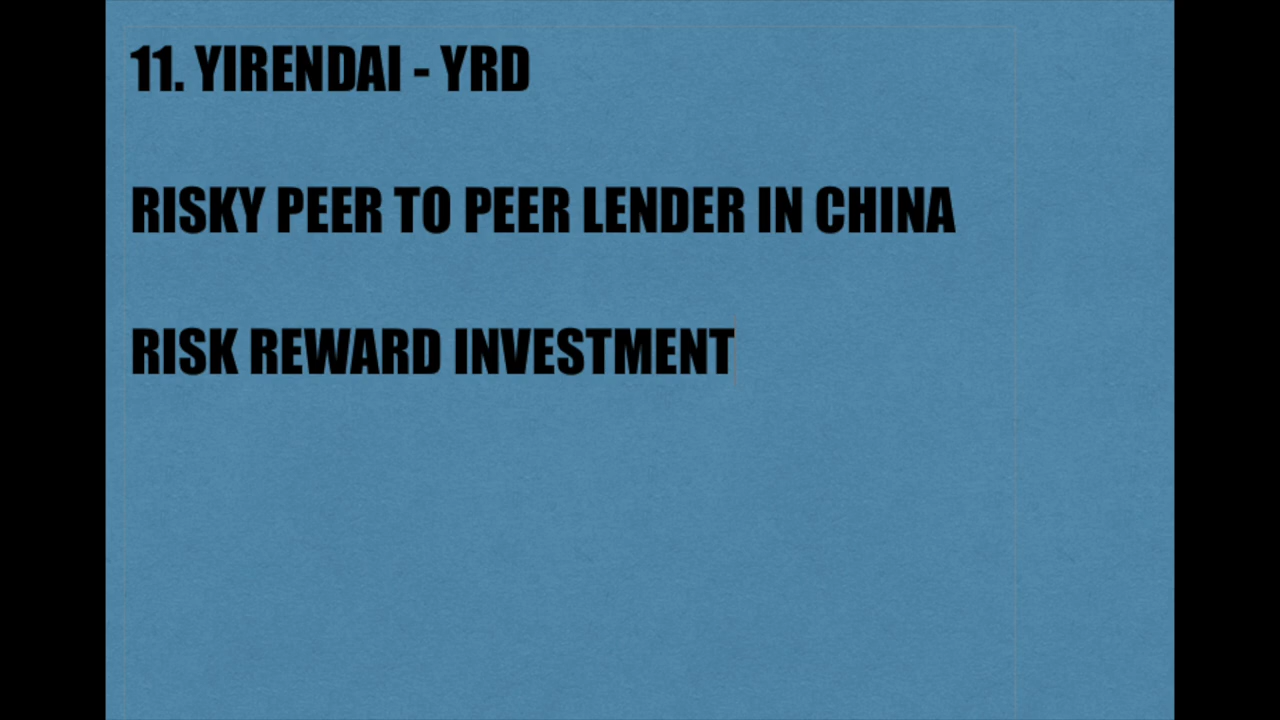 11. YIRENDAI - YRD
RISKY PEER TO PEER LENDER IN CHINA
RISK REWARD INVESTMENT